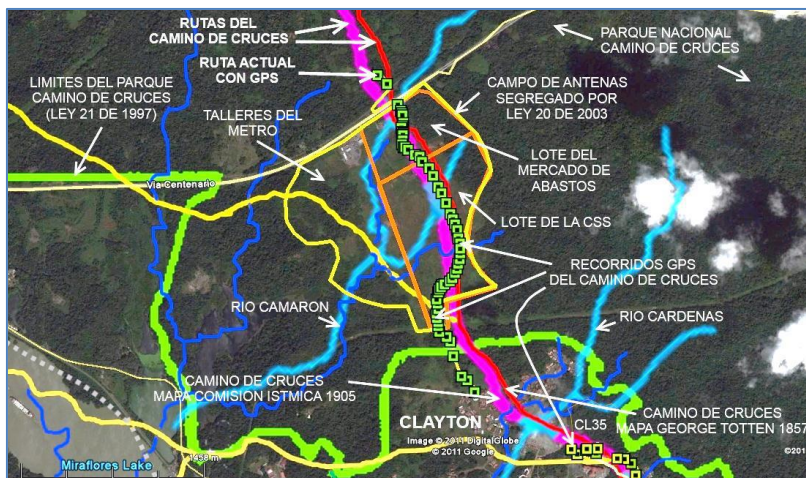 RUTAS DEL
CAMINO DE CRUCES
PARQUE NACIONAL
CAMINO DE CRUCES
RUTA ACTUAL
CON GPS
LIMITES DEL PARQUE
CAMINO DE CRUCES
(LEY 21 DE 1997)
CAMPO DE ANTENAS
SEGREGADO POR
LEY 20 DE 2003
TALLERES DEL
METRO
LOTE DEL
MERCADO DE
ABASTOS
Via Centenario
LOTE DE LA CSS
RECORRIDOS GPS
DEL CAMINO DE CRUCES
RIO CAMARON
RIO CARDENAS
CAMINO DE CRUCES
MAPA COMISION ISTMICA 1905
CAMINO DE CRUCES
MAPA GEORGE TOTTEN 1857
CLAYTON
CL35
Image © 2011 DigitalGlobe
© 2011 Google
©201
1498 m
Miraflores Lake